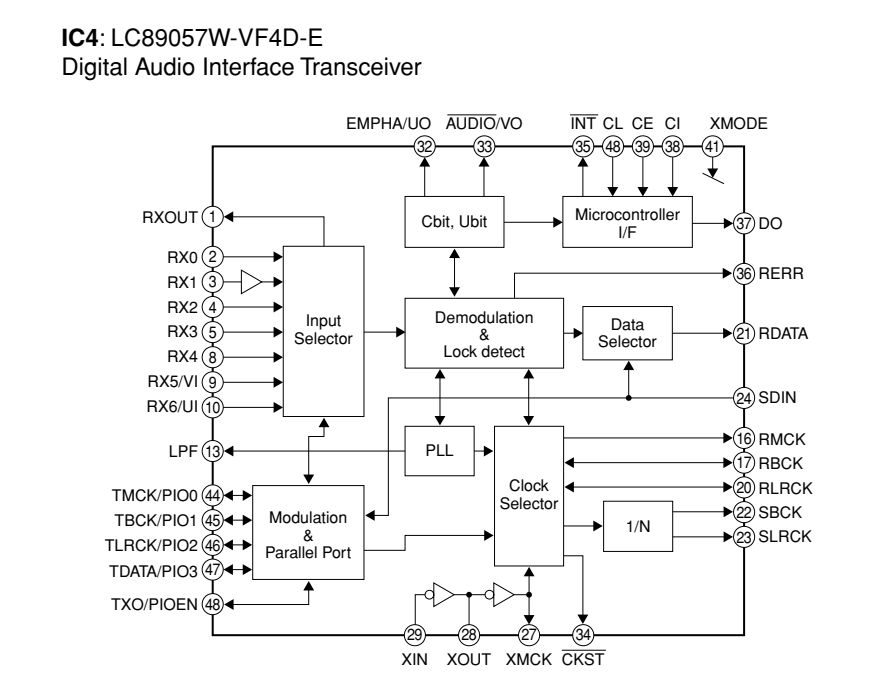 IC4: LC89057W-VF4D-E
Digital Audio Interface Transceiver
EMPHA/UO AUDIO/VO INT CL CE CI XMODE
32 33 35 48 39 38 41
RXOUT 1
Cbit, Ubit
Microcontroller
I/F
37 DO
RX0 2
RX1 3
RX2 4
RX3 5
RX4 8
RX5/VI 9
RX6/UI 10
Input
Selector
36 RERR
Demodulation
&
Lock detect
Data
Selector
21 RDATA
24 SDIN
LPF 13
PLL
16 RMCK
17 RBCK
20 RLRCK
22 SBCK
23 SLRCK
Clock
Selector
1/N
TMCK/PIO0 44
TBCK/PIO1 45
TLRCK/PIO2 46
TDATA/PIO3 47
TXO/PIOEN 48
Modulation
&
Parallel Port
29 28 27 34
XIN XOUT XMCK CKST